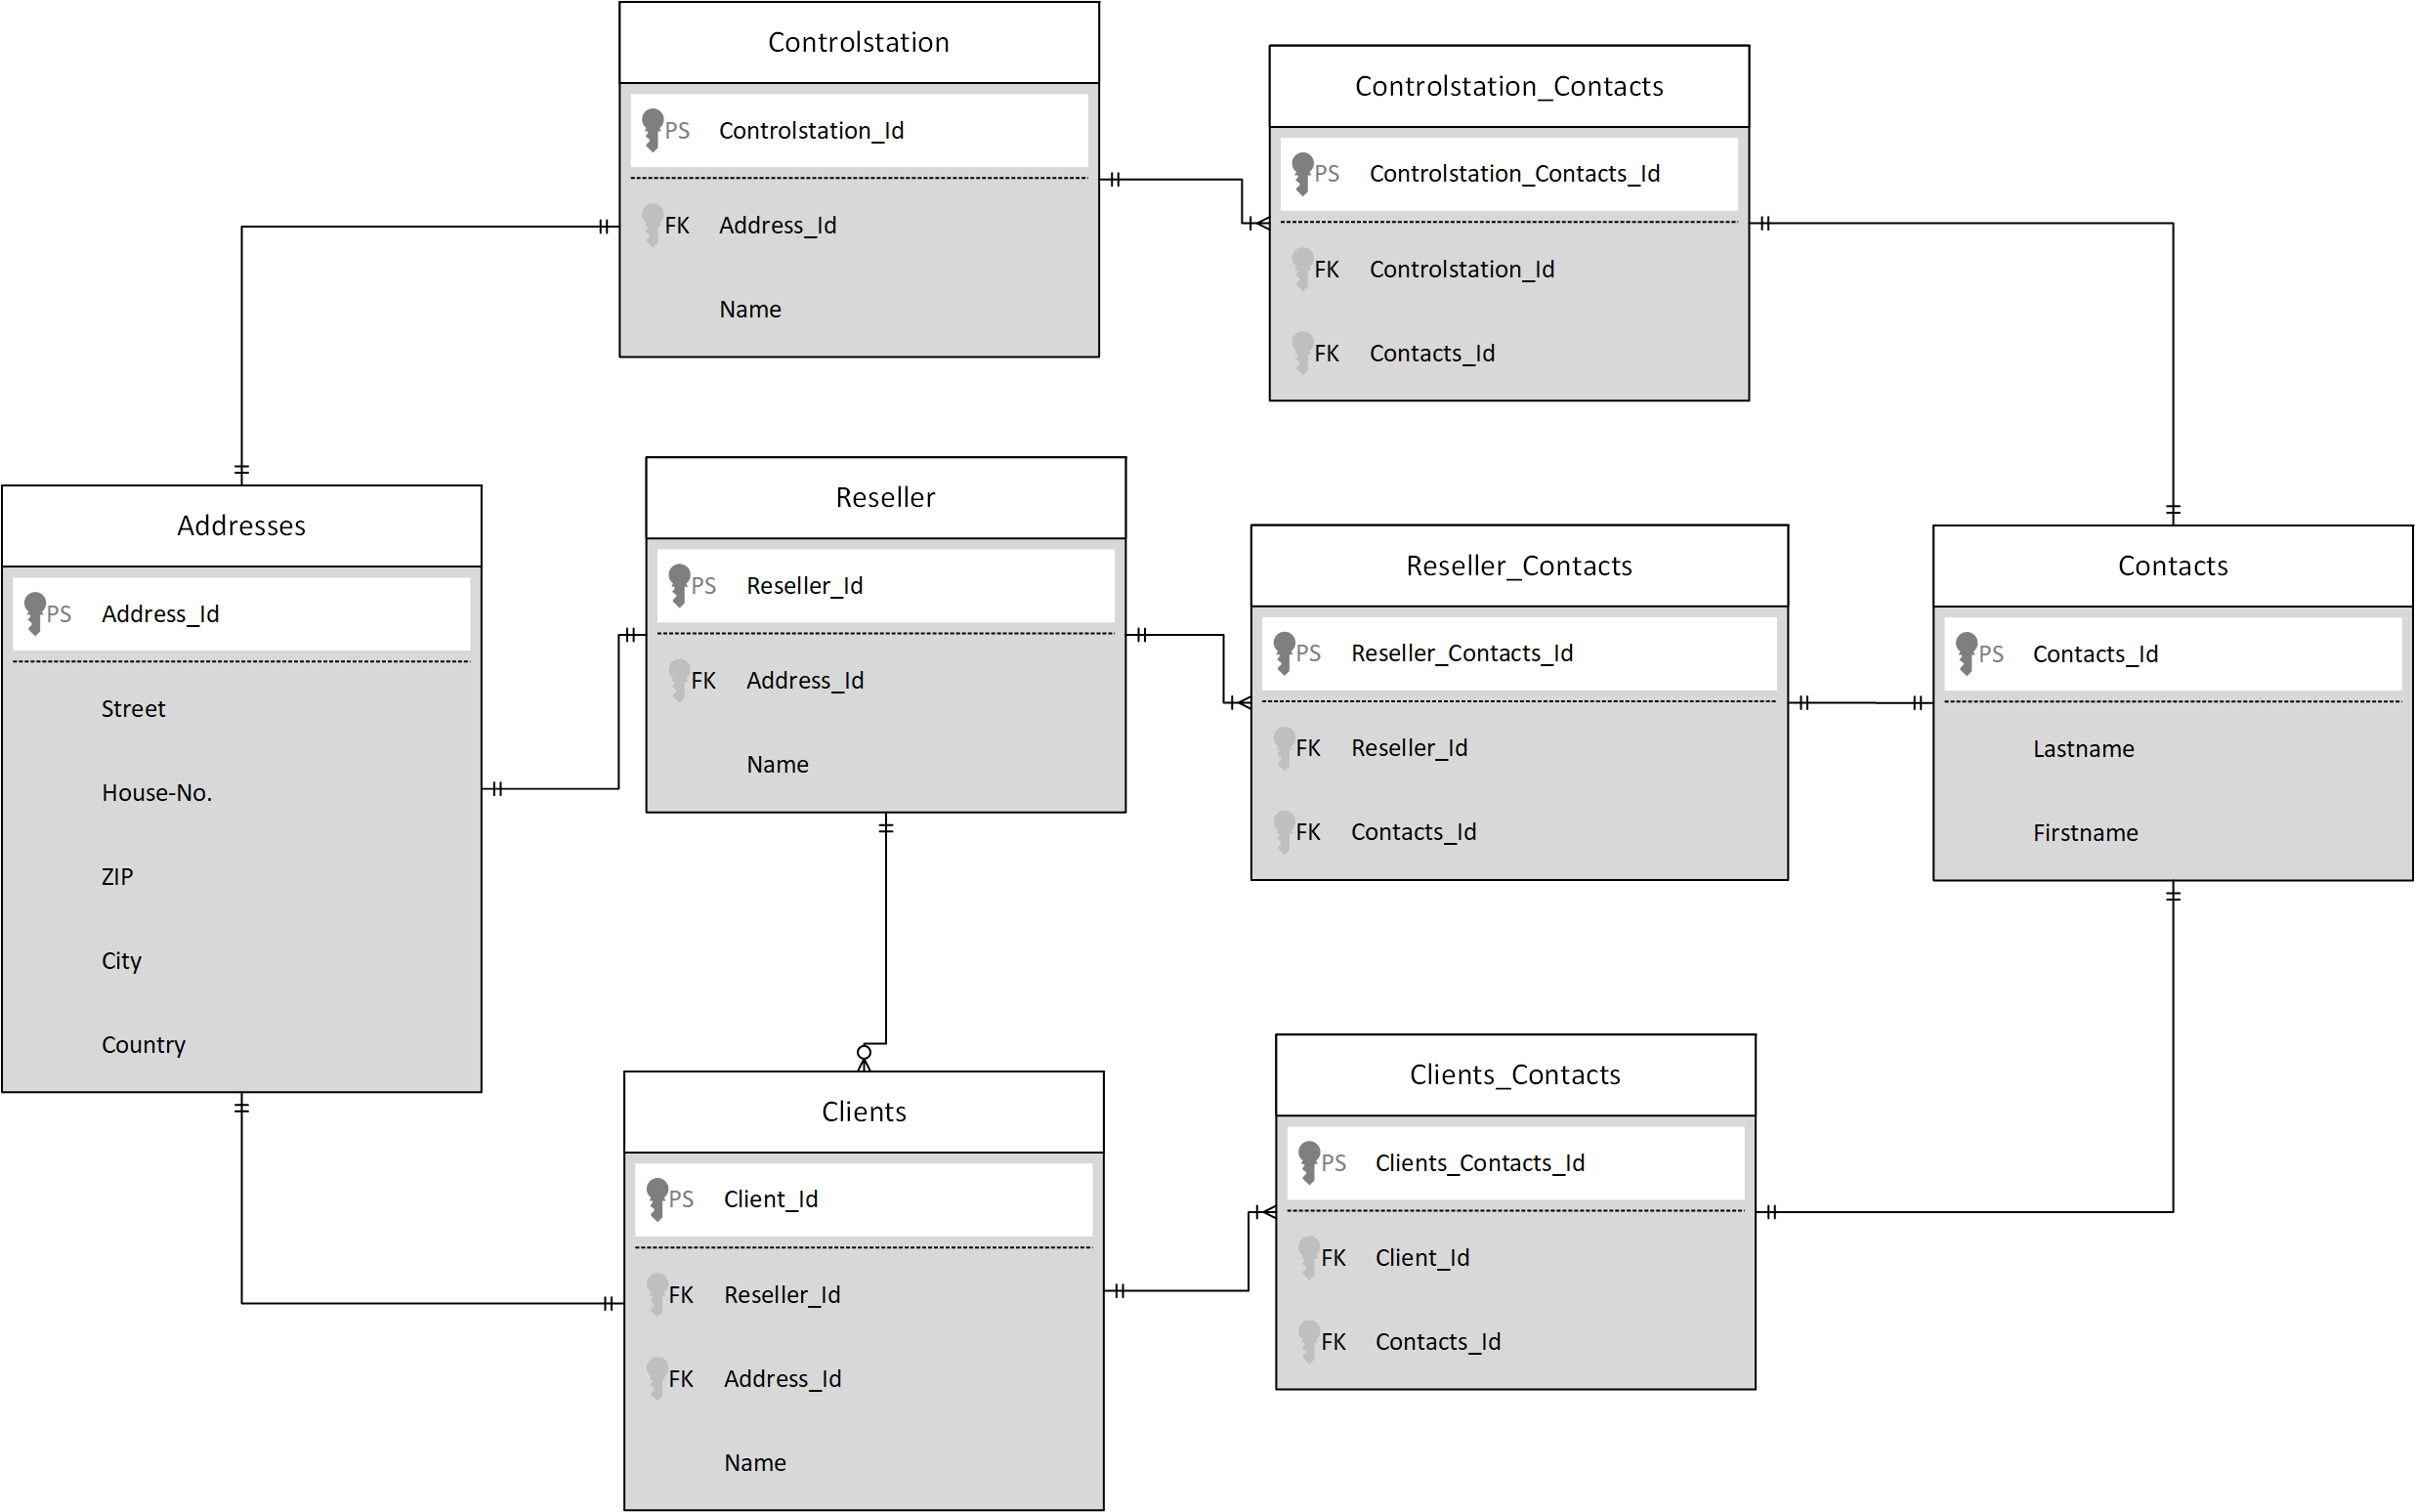 Controlstation
PS Controlstation_Id
FK Address_Id
Name
Controlstation_Contacts
PS Controlstation_Contacts_Id
FK Controlstation_Id
FK Contacts_Id
Addresses
PS Address_Id
Street
House-No.
ZIP
City
Country
Reseller
PS Reseller_Id
FK Address_Id
Name
Reseller_Contacts
PS Reseller_Contacts_Id
FK Reseller_Id
FK Contacts_Id
Contacts
PS Contacts_Id
Lastname
Firstname
Clients
PS Client_Id
FK Reseller_Id
FK Address_Id
Name
Clients_Contacts
PS Clients_Contacts_Id
FK Client_Id
FK Contacts_Id